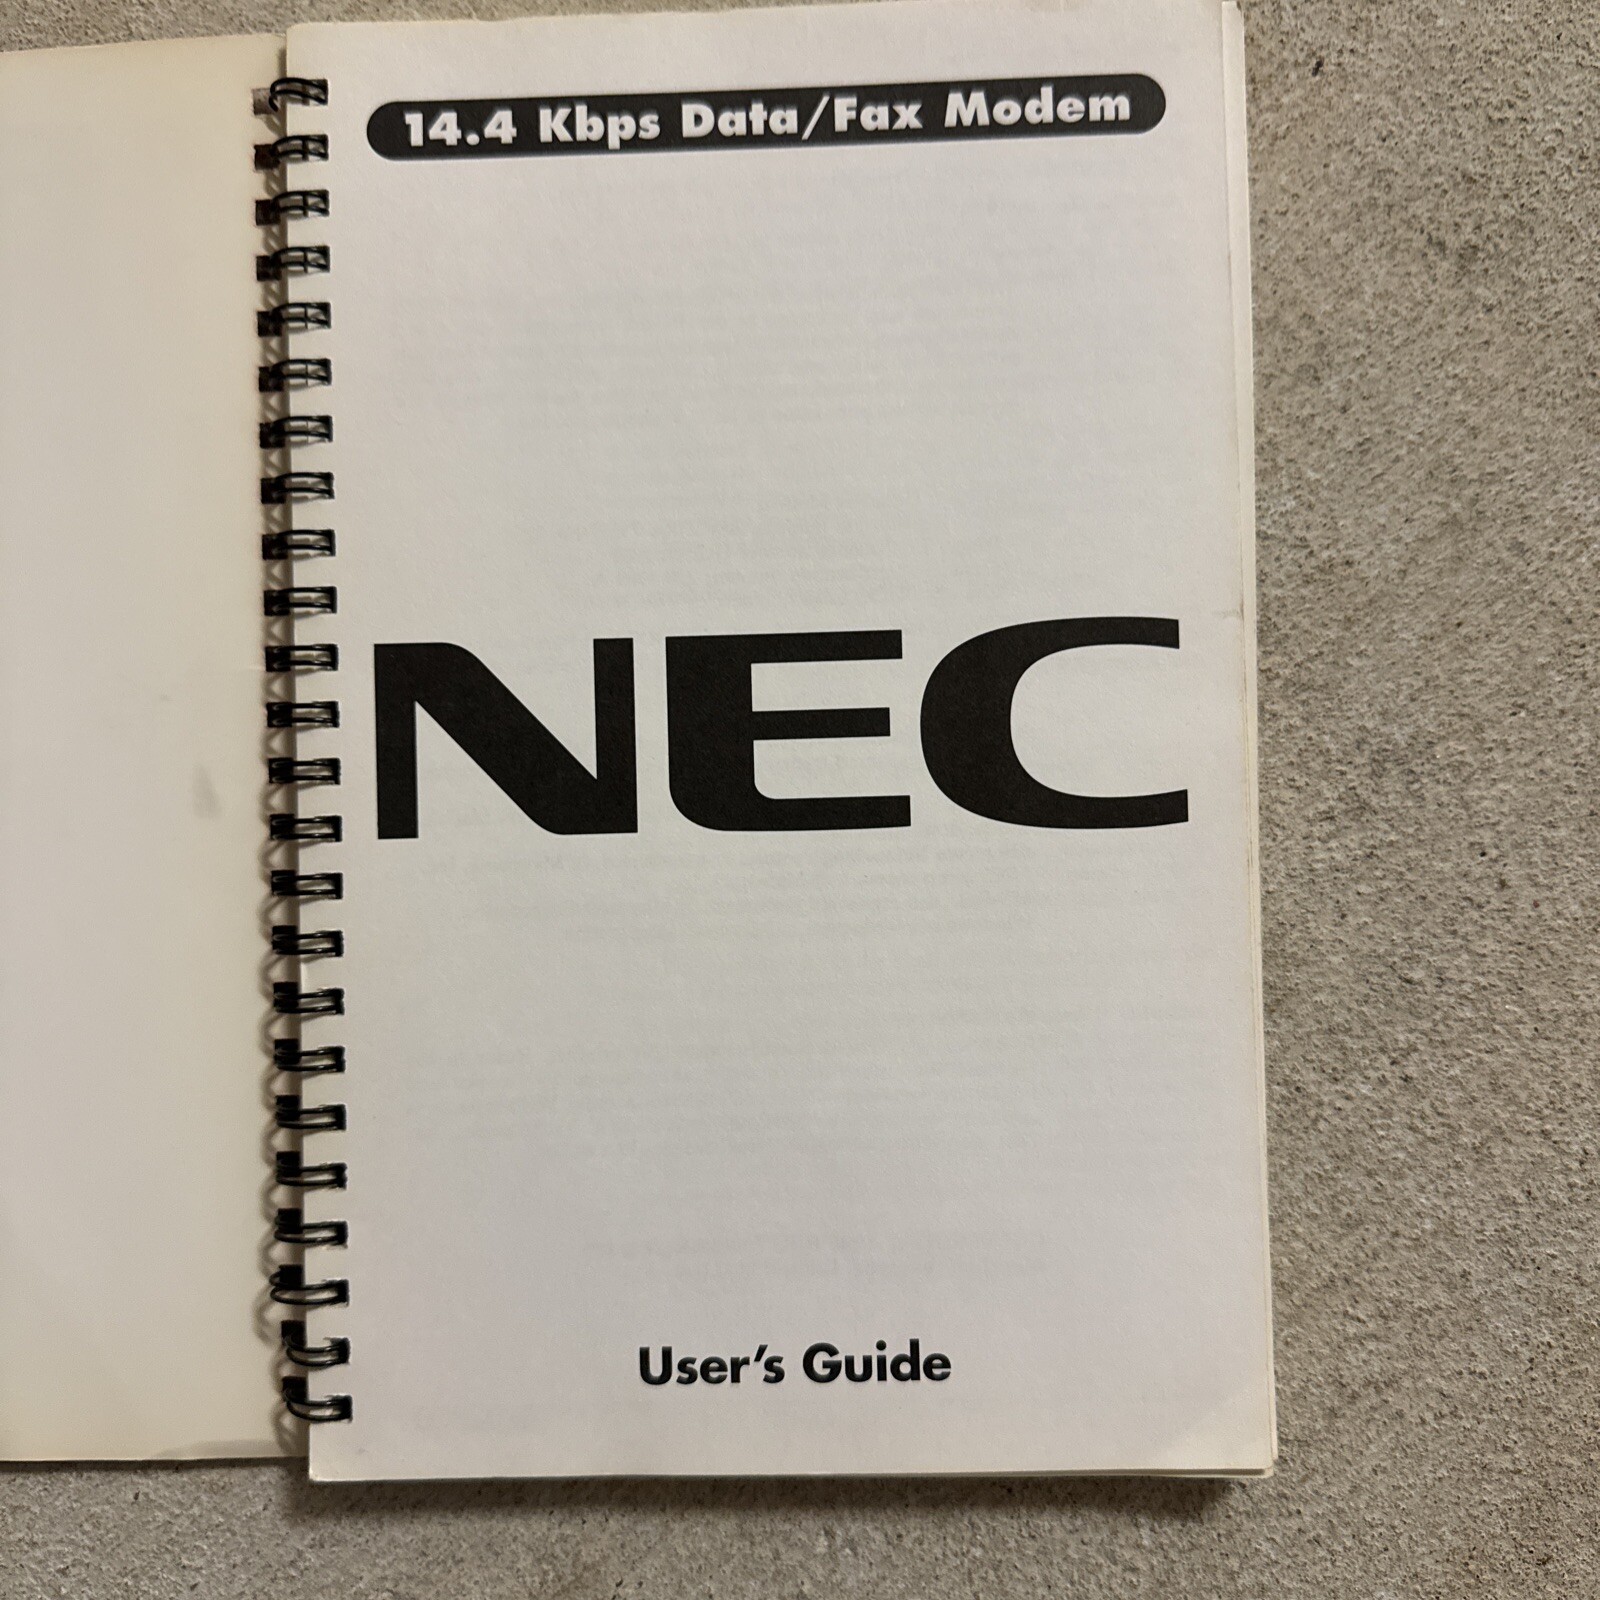 14.4 Kbps Data/Fax Modem
NEC
User's Guide